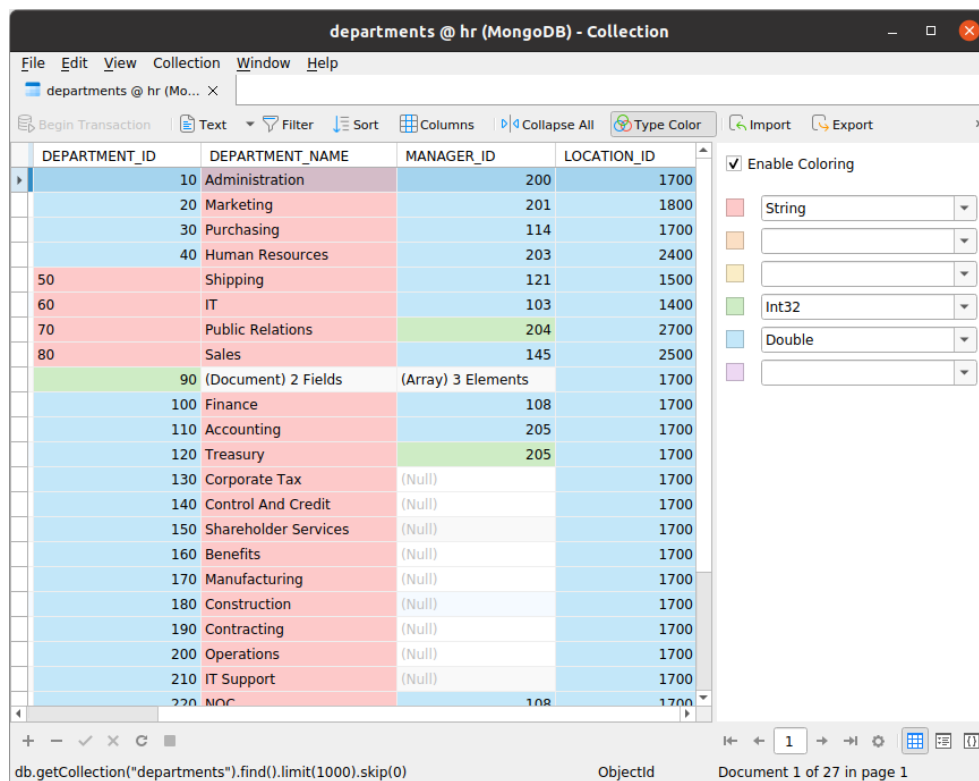 departments @ hr (MongoDB) - Collection
File Edit View Collection Window Help
departments @ hr (Mo...
Begin Transaction Text Filter Sort Columns Collapse All Type Color Import Export
DEPARTMENT_ID DEPARTMENT_NAME MANAGER_ID LOCATION_ID
Enable Coloring
10 Administration 200 1700
20 Marketing 201 1800
String
30 Purchasing 114 1700
40 Human Resources 203 2400
50 Shipping 121 1500
60 IT 103 1400
Int32
70 Public Relations 204 2700
Double
80 Sales 145 2500
90 (Document) 2 Fields (Array) 3 Elements 1700
100 Finance 108 1700
110 Accounting 205 1700
120 Treasury 205 1700
130 Corporate Tax (Null) 1700
140 Control And Credit (Null) 1700
150 Shareholder Services (Null) 1700
160 Benefits (Null) 1700
170 Manufacturing (Null) 1700
180 Construction (Null) 1700
190 Contracting (Null) 1700
200 Operations (Null) 1700
210 IT Support (Null) 1700
220 NOC 108 1700
1
db.getCollection("departments").find().limit(1000).skip(0) ObjectId Document 1 of 27 in page 1